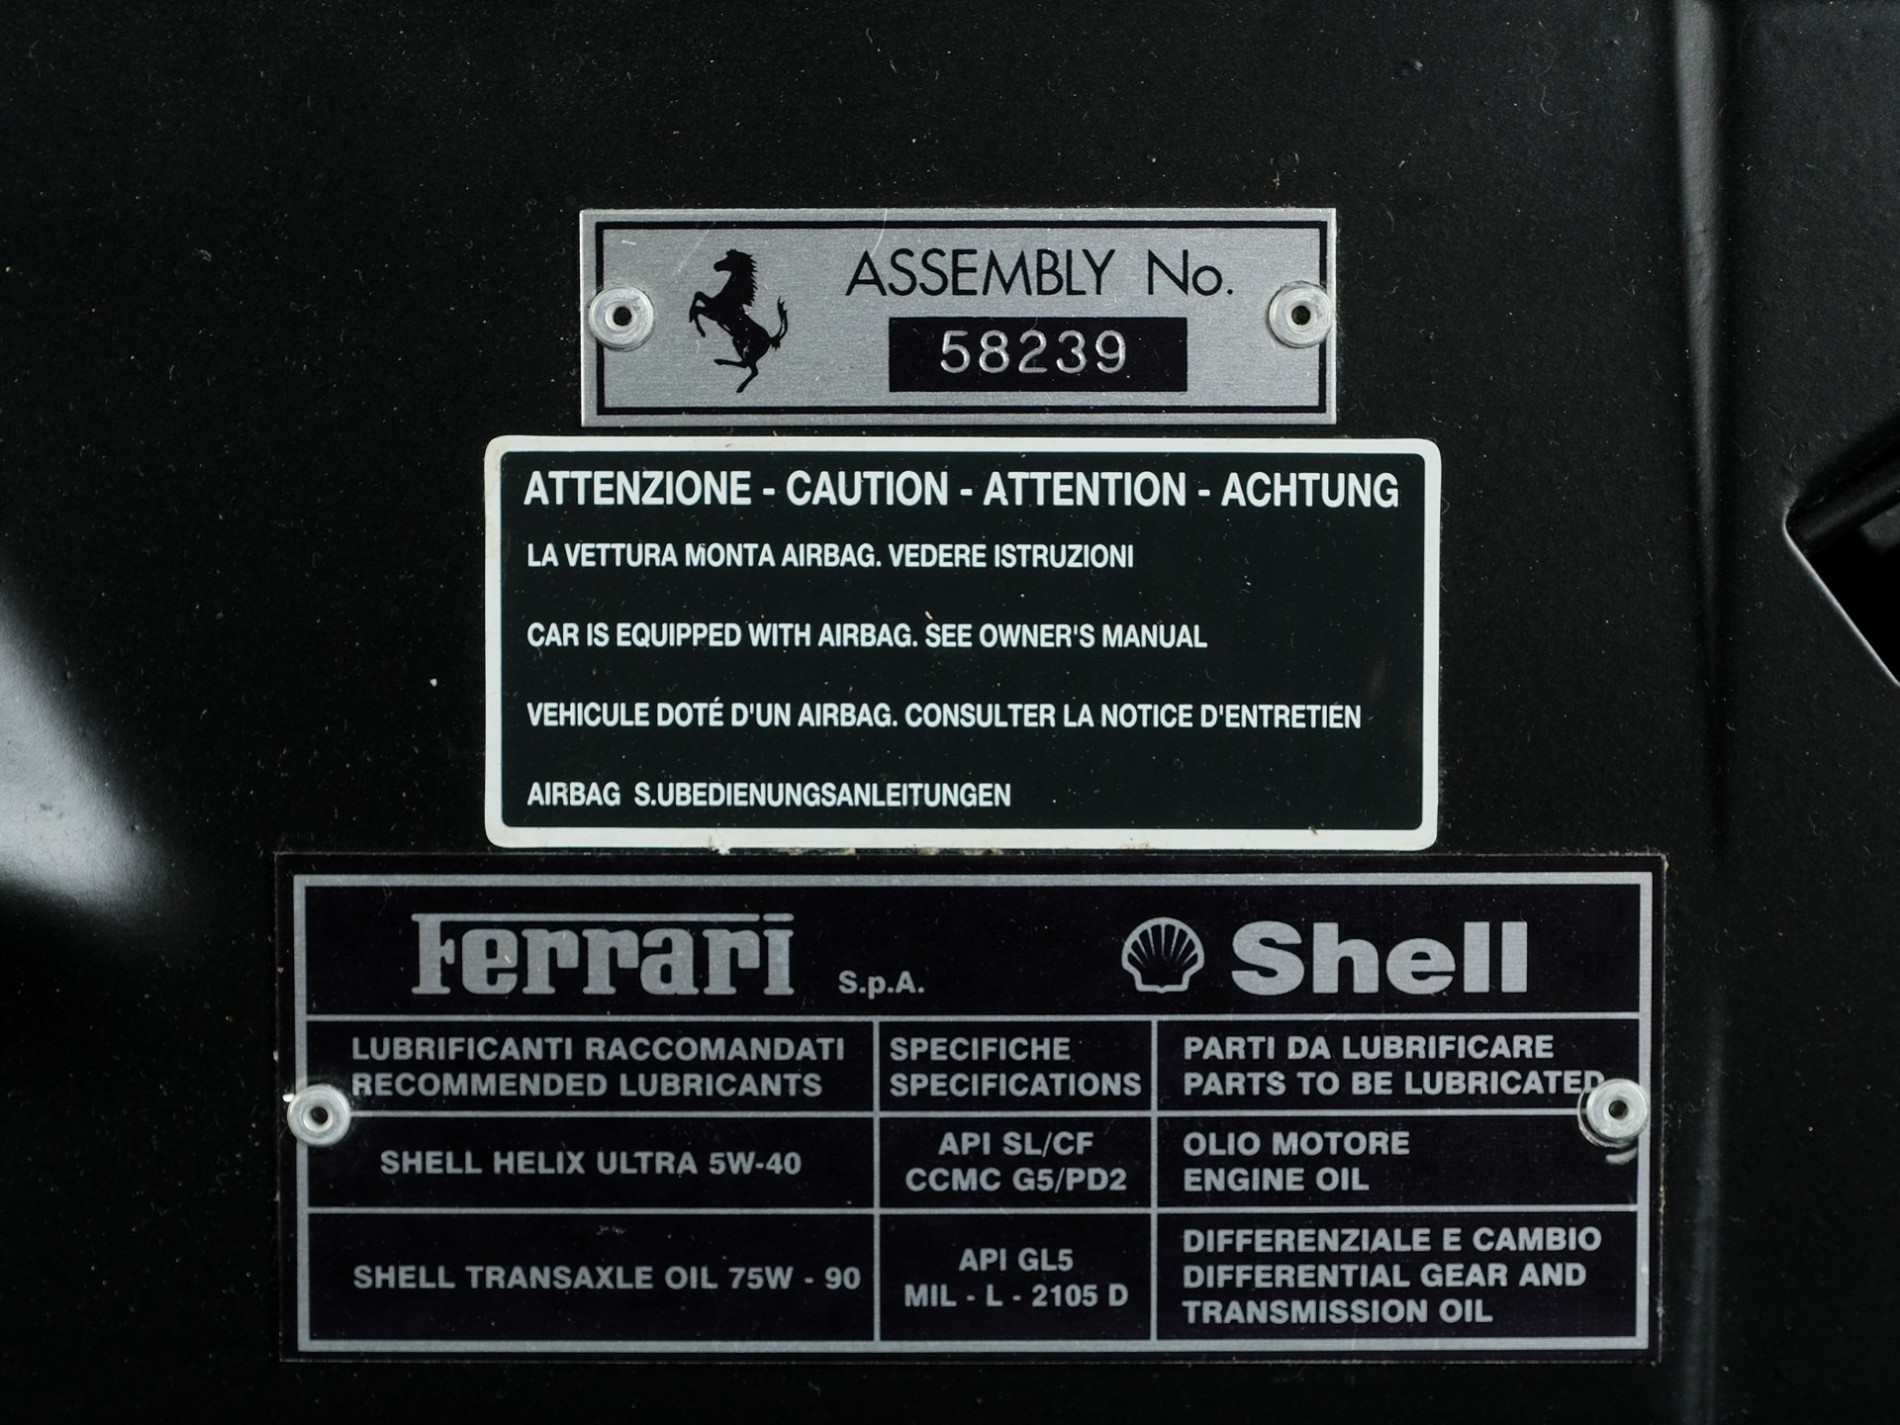 ASSEMBLY No.
58239
ATTENZIONE - CAUTION - ATTENTION - ACHTUNG
LA VETTURA MONTA AIRBAG. VEDERE ISTRUZIONI
CAR IS EQUIPPED WITH AIRBAG. SEE OWNER'S MANUAL
VEHICULE DOTÉ D'UN AIRBAG. CONSULTER LA NOTICE D'ENTRETIEN
AIRBAG S.UBEDIENUNGSANLEITUNGEN
Ferrari S.p.A. Shell
LUBRIFICANTI RACCOMANDATI
RECOMMENDED LUBRICANTS
SPECIFICHE
SPECIFICATIONS
PARTI DA LUBRIFICARE
PARTS TO BE LUBRICATED
SHELL HELIX ULTRA 5W-40
API SL/CF
CCMC G5/PD2
OLIO MOTORE
ENGINE OIL
SHELL TRANSAXLE OIL 75W - 90
API GL5
MIL - L - 2105 D
DIFFERENZIALE E CAMBIO
DIFFERENTIAL GEAR AND
TRANSMISSION OIL